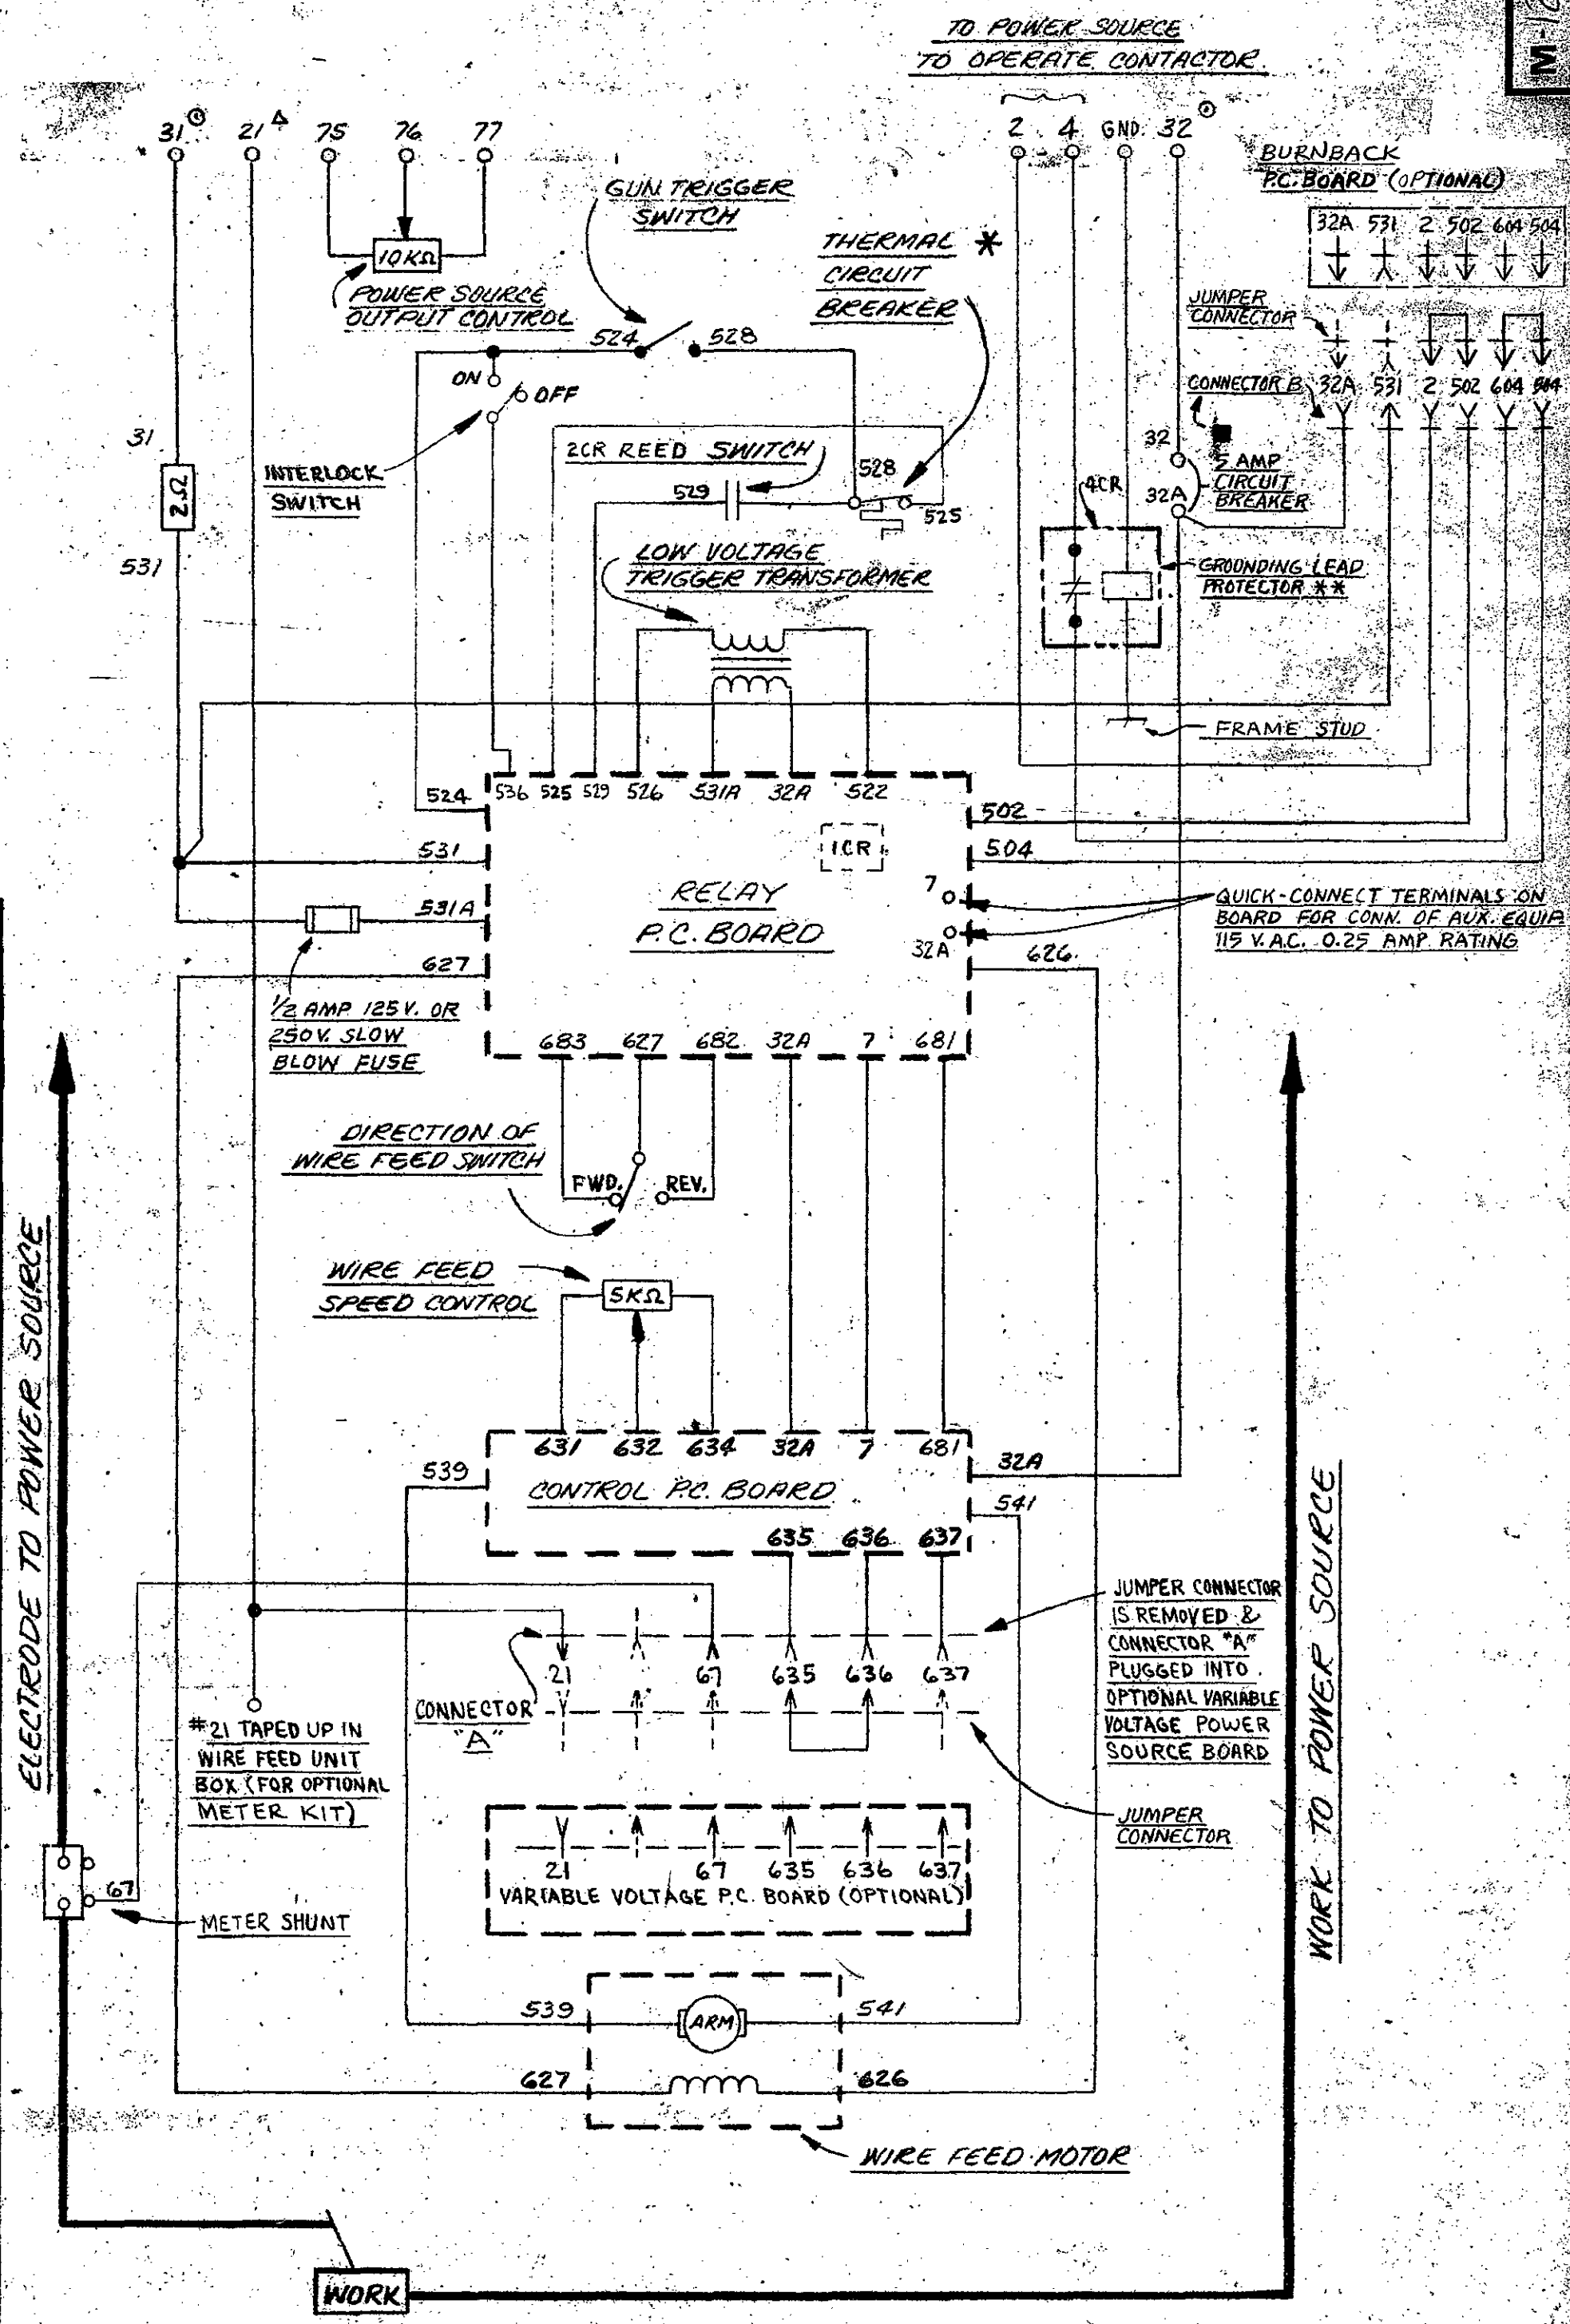 TO POWER SOURCE
TO OPERATE CONTACTOR.
31 21 75 76 77
2 4 GND. 32
BURNBACK
P.C. BOARD (OPTIONAL)
32A 531 2 502 604 504
GUN TRIGGER
SWITCH
THERMAL *
CIRCUIT
BREAKER
10KΩ
POWER SOURCE
OUTPUT CONTROL
JUMPER
CONNECTOR
524 528
ON
OFF
CONNECTOR B 32A 531 2 502 604 504
31
2Ω
531
INTERLOCK
SWITCH
2CR REED SWITCH
529
528
525
32
32A
5 AMP
CIRCUIT
BREAKER
4CR
GROUNDING LEAD
PROTECTOR **
LOW VOLTAGE
TRIGGER TRANSFORMER
FRAME STUD
524
536 525 529 526 531A 32A 522
502
531
1CR
504
RELAY
P.C. BOARD
7
32A
QUICK-CONNECT TERMINALS ON
BOARD FOR CONN. OF AUX. EQUIP.
115 V.A.C. 0.25 AMP RATING
531A
627
626
1/2 AMP 125V. OR
250V. SLOW
BLOW FUSE
683 627 682 32A 7 681
DIRECTION OF
WIRE FEED SWITCH
FWD. REV.
WIRE FEED
SPEED CONTROL
5KΩ
ELECTRODE TO POWER SOURCE
WORK TO POWER SOURCE
631 632 634 32A 7 681
539
32A
CONTROL P.C. BOARD
541
635 636 637
21 67 635 636 637
CONNECTOR
"A"
JUMPER CONNECTOR
IS REMOVED &
CONNECTOR "A"
PLUGGED INTO
OPTIONAL VARIABLE
VOLTAGE POWER
SOURCE BOARD
#21 TAPED UP IN
WIRE FEED UNIT
BOX (FOR OPTIONAL
METER KIT)
JUMPER
CONNECTOR
21 67 635 636 637
VARIABLE VOLTAGE P.C. BOARD (OPTIONAL)
67
METER SHUNT
539 ARM 541
627 626
WIRE FEED MOTOR
WORK